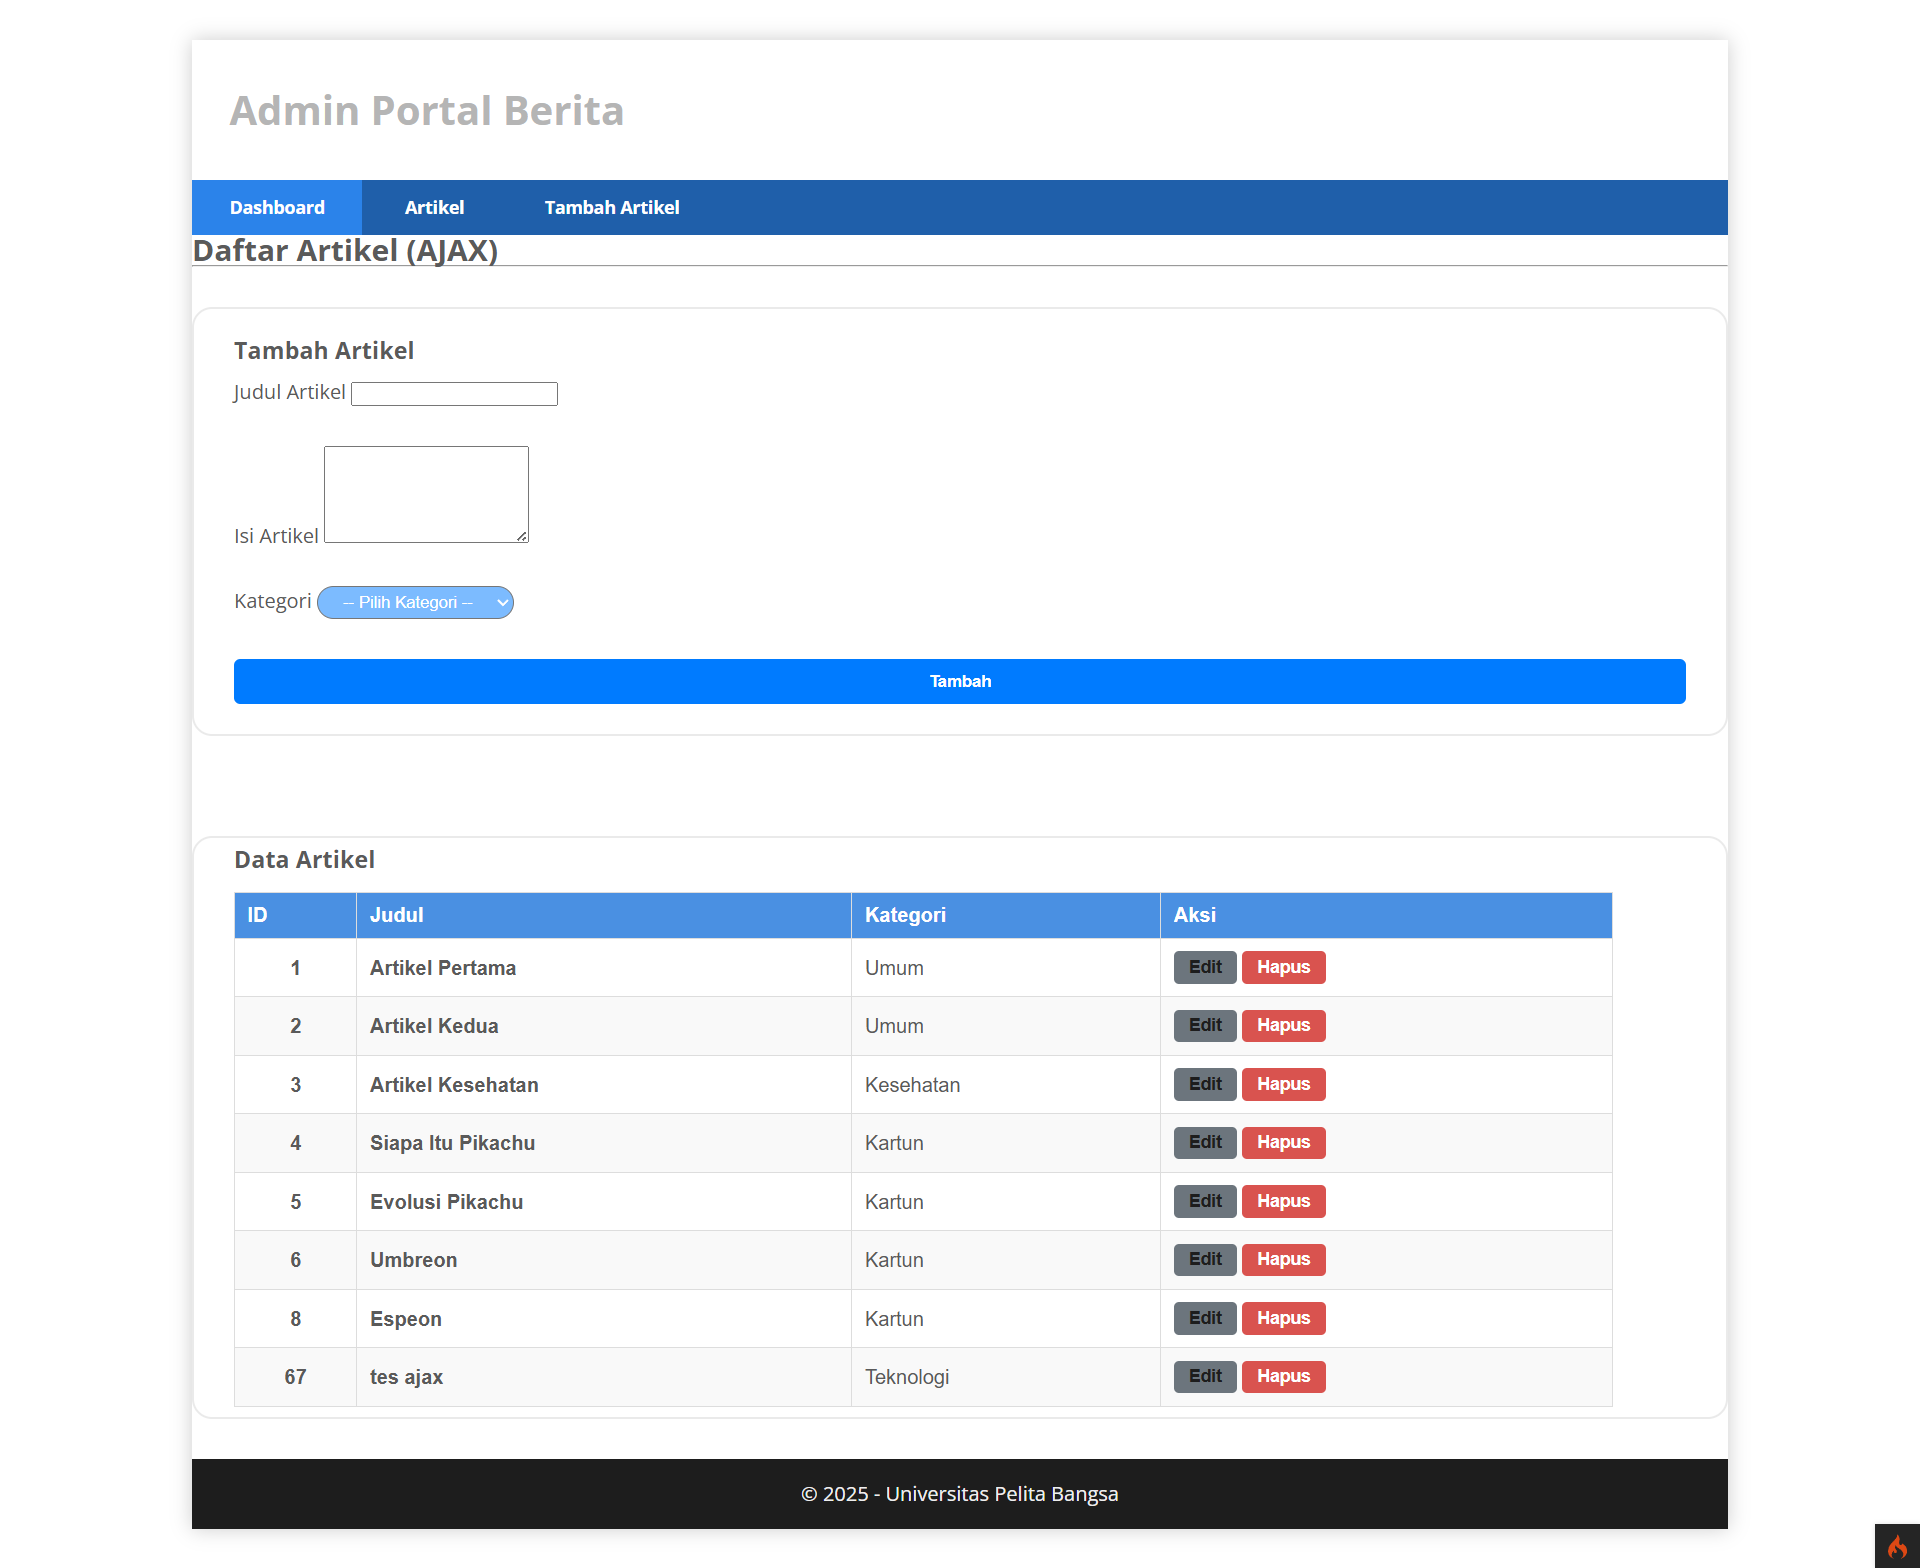 Admin Portal Berita
Dashboard Artikel Tambah Artikel
Daftar Artikel (AJAX)
Tambah Artikel
Judul Artikel
Isi Artikel
Kategori -- Pilih Kategori --
Tambah
Data Artikel
ID Judul Kategori Aksi
1 Artikel Pertama Umum Edit Hapus
2 Artikel Kedua Umum Edit Hapus
3 Artikel Kesehatan Kesehatan Edit Hapus
4 Siapa Itu Pikachu Kartun Edit Hapus
5 Evolusi Pikachu Kartun Edit Hapus
6 Umbreon Kartun Edit Hapus
8 Espeon Kartun Edit Hapus
67 tes ajax Teknologi Edit Hapus
© 2025 - Universitas Pelita Bangsa